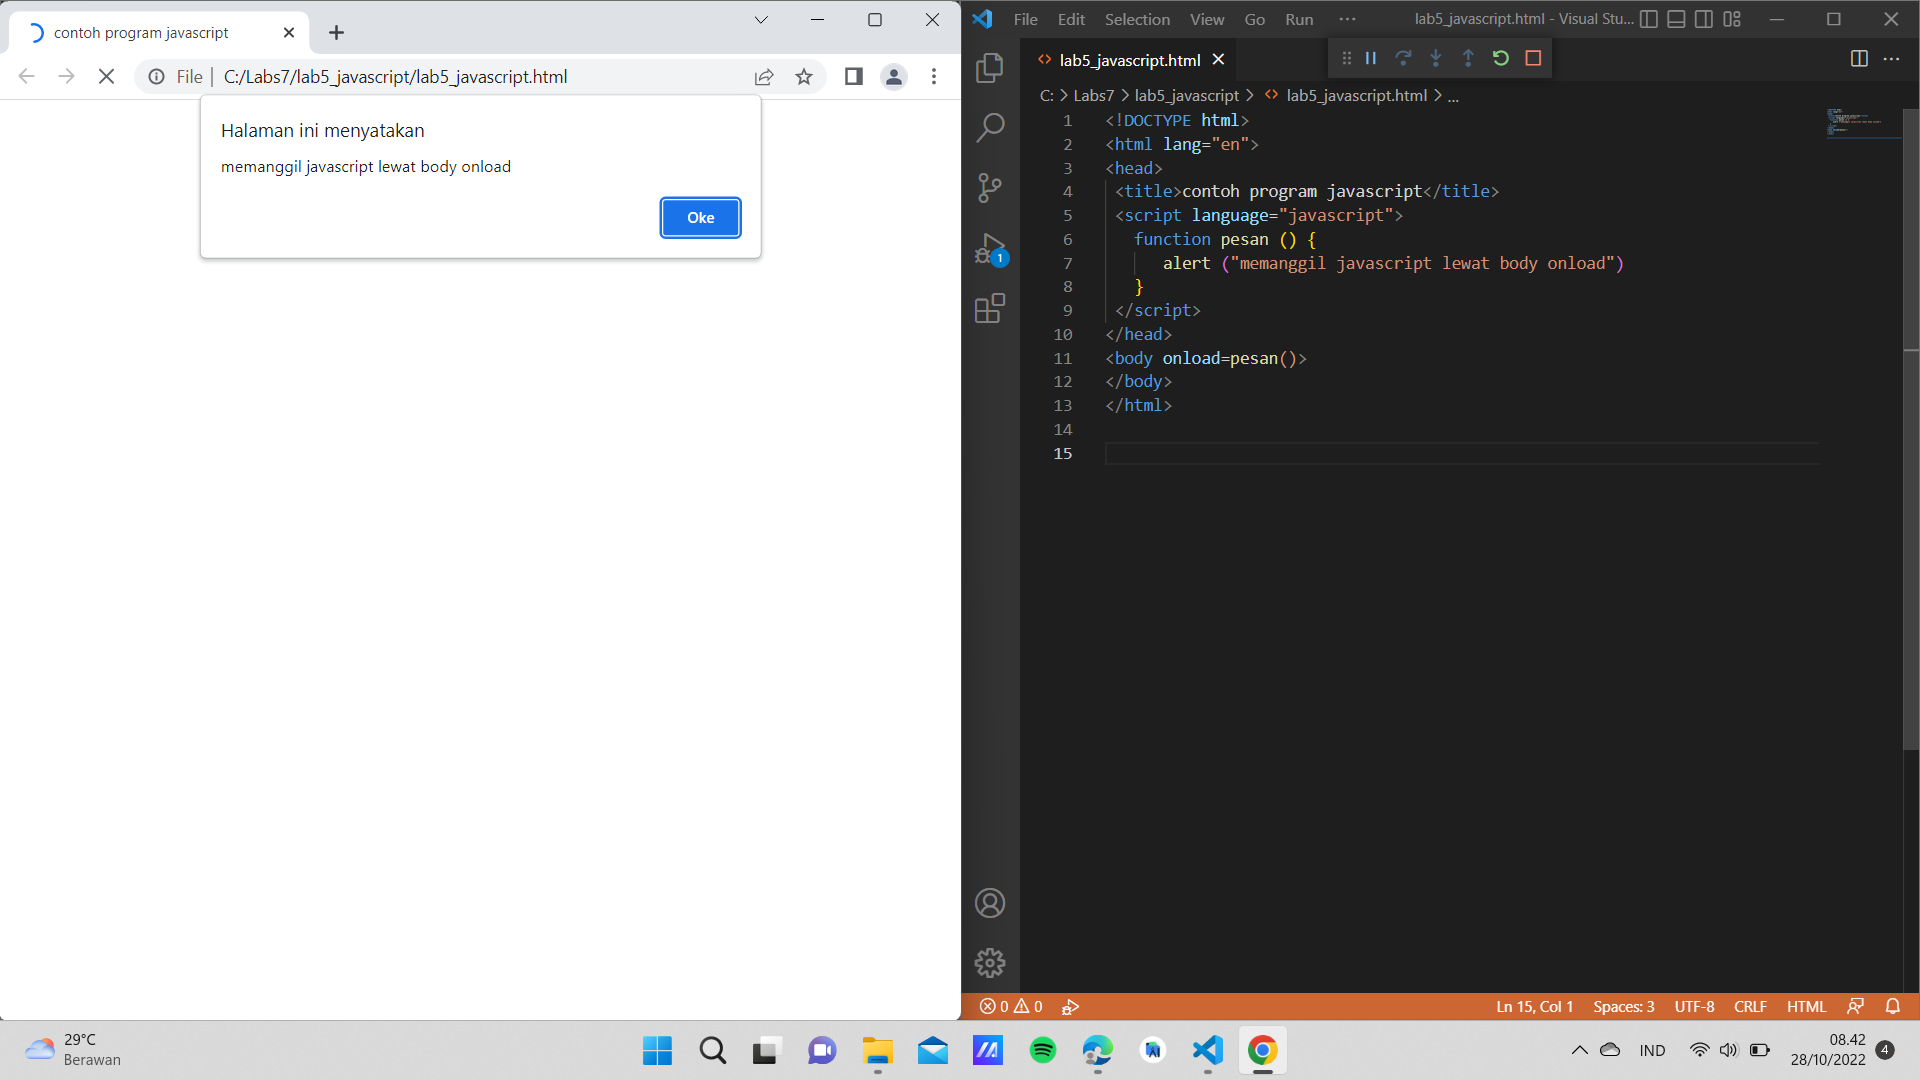 contoh program javascript
File
C:/Labs7/lab5_javascript/lab5_javascript.html
Halaman ini menyatakan
memanggil javascript lewat body onload
Oke
File Edit Selection View Go Run ···
lab5_javascript.html - Visual Stu...
lab5_javascript.html
C: > Labs7 > lab5_javascript > lab5_javascript.html > ...
1 <!DOCTYPE html>
2 <html lang="en">
3 <head>
4 <title>contoh program javascript</title>
5 <script language="javascript">
6 function pesan () {
7 alert ("memanggil javascript lewat body onload")
8 }
9 </script>
10 </head>
11 <body onload=pesan()>
12 </body>
13 </html>
14
15
1
0 0
Ln 15, Col 1
Spaces: 3
UTF-8
CRLF
HTML
29°C
Berawan
IND
08.42
28/10/2022
4